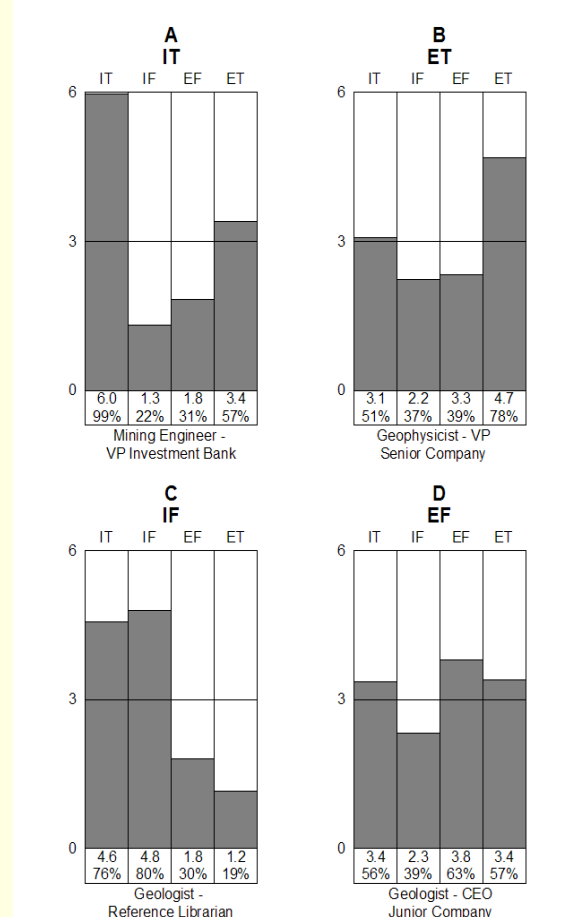 A
IT
IT IF EF ET
6
3
0
6.0 1.3 1.8 3.4
99% 22% 31% 57%
Mining Engineer -
VP Investment Bank
B
ET
IT IF EF ET
6
3
0
3.1 2.2 3.3 4.7
51% 37% 39% 78%
Geophysicist - VP
Senior Company
C
IF
IT IF EF ET
6
3
0
4.6 4.8 1.8 1.2
76% 80% 30% 19%
Geologist -
Reference Librarian
D
EF
IT IF EF ET
6
3
0
3.4 2.3 3.8 3.4
56% 39% 63% 57%
Geologist - CEO
Junior Company